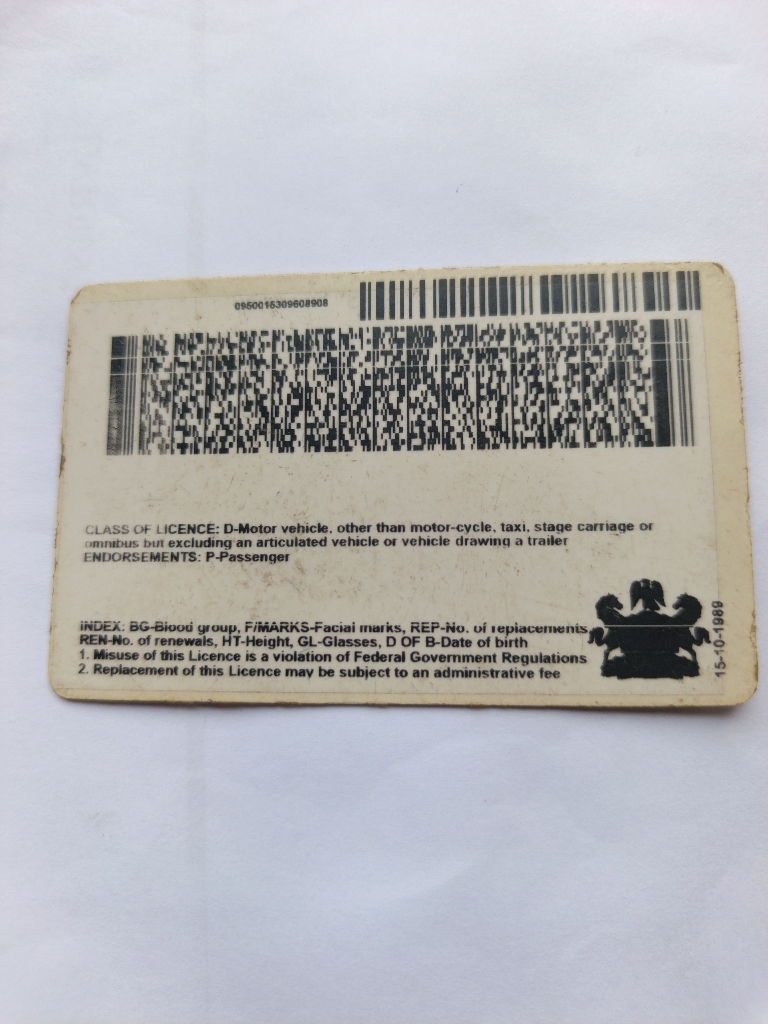 0950015309608908
CLASS OF LICENCE: D-Motor vehicle, other than motor-cycle, taxi, stage carriage or
omnibus but excluding an articulated vehicle or vehicle drawing a trailer
ENDORSEMENTS: P-Passenger
INDEX: BG-Blood group, F/MARKS-Facial marks, REP-No. of replacements,
REN-No. of renewals, HT-Height, GL-Glasses, D OF B-Date of birth
1. Misuse of this Licence is a violation of Federal Government Regulations
2. Replacement of this Licence may be subject to an administrative fee
15-10-1989